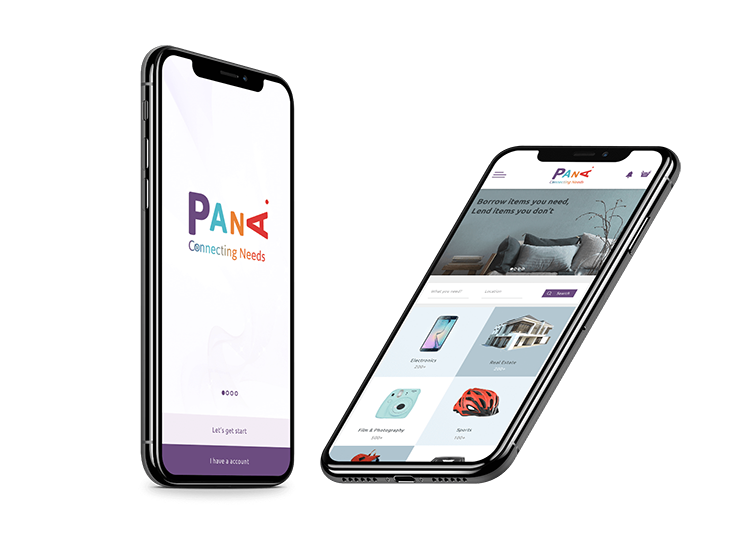 PANA
Connecting Needs
Let's get start
I have a account
PANA
Connecting Needs
Borrow items you need,
Lend items you don't
What you need?
Location
Search
Electronics
200+
Real Estate
200+
Film & Photography
300+
Sports
100+